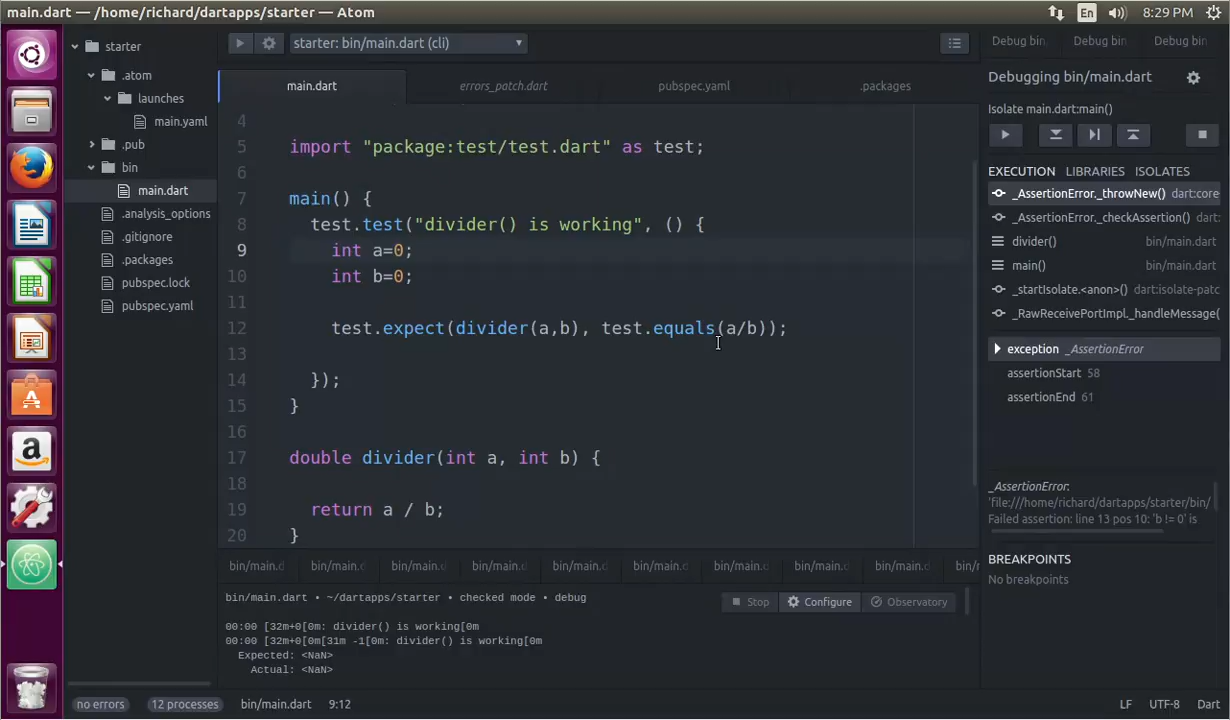 main.dart — /home/richard/dartapps/starter — Atom
En
8:29 PM
starter
.atom
launches
main.yaml
.pub
bin
main.dart
.analysis_options
.gitignore
.packages
pubspec.lock
pubspec.yaml
starter: bin/main.dart (cli)
main.dart
errors_patch.dart
pubspec.yaml
.packages
4
5 import "package:test/test.dart" as test;
6
7 main() {
8 test.test("divider() is working", () {
9 int a=0;
10 int b=0;
11
12 test.expect(divider(a,b), test.equals(a/b));
13
14 });
15 }
16
17 double divider(int a, int b) {
18
19 return a / b;
20 }
bin/main.d bin/main.d bin/main.d bin/main.d bin/main.d bin/main.d bin/main.d bin/main.d bin/main.d bin/m
bin/main.dart • ~/dartapps/starter • checked mode • debug
Stop
Configure
Observatory
00:00 [32m+0[0m: divider() is working[0m
00:00 [32m+0[0m[31m -1[0m: divider() is working[0m
Expected: <NaN>
Actual: <NaN>
Debug bin
Debug bin
Debug bin
Debugging bin/main.dart
Isolate main.dart:main()
EXECUTION LIBRARIES ISOLATES
_AssertionError._throwNew() dart:core
_AssertionError._checkAssertion() dart:
divider() bin/main.dart
main() bin/main.dart
_startIsolate.<anon>() dart:isolate-patc
_RawReceivePortImpl._handleMessage(
exception _AssertionError
assertionStart 58
assertionEnd 61
_AssertionError.
'file:///home/richard/dartapps/starter/bin/
Failed assertion: line 13 pos 10: 'b != 0' is
BREAKPOINTS
No breakpoints
no errors
12 processes
bin/main.dart
9:12
LF
UTF-8
Dart